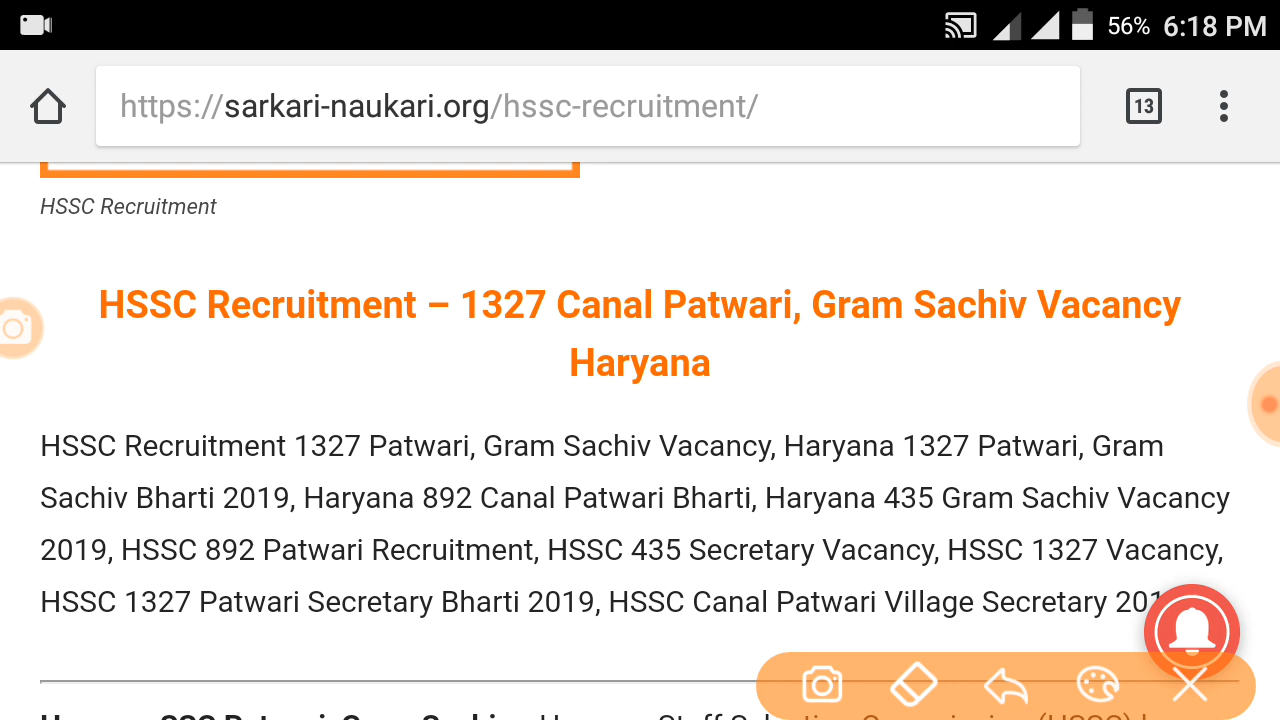 56% 6:18 PM
https://sarkari-naukari.org/hssc-recruitment/
13
HSSC Recruitment
HSSC Recruitment – 1327 Canal Patwari, Gram Sachiv Vacancy
Haryana
HSSC Recruitment 1327 Patwari, Gram Sachiv Vacancy, Haryana 1327 Patwari, Gram
Sachiv Bharti 2019, Haryana 892 Canal Patwari Bharti, Haryana 435 Gram Sachiv Vacancy
2019, HSSC 892 Patwari Recruitment, HSSC 435 Secretary Vacancy, HSSC 1327 Vacancy,
HSSC 1327 Patwari Secretary Bharti 2019, HSSC Canal Patwari Village Secretary